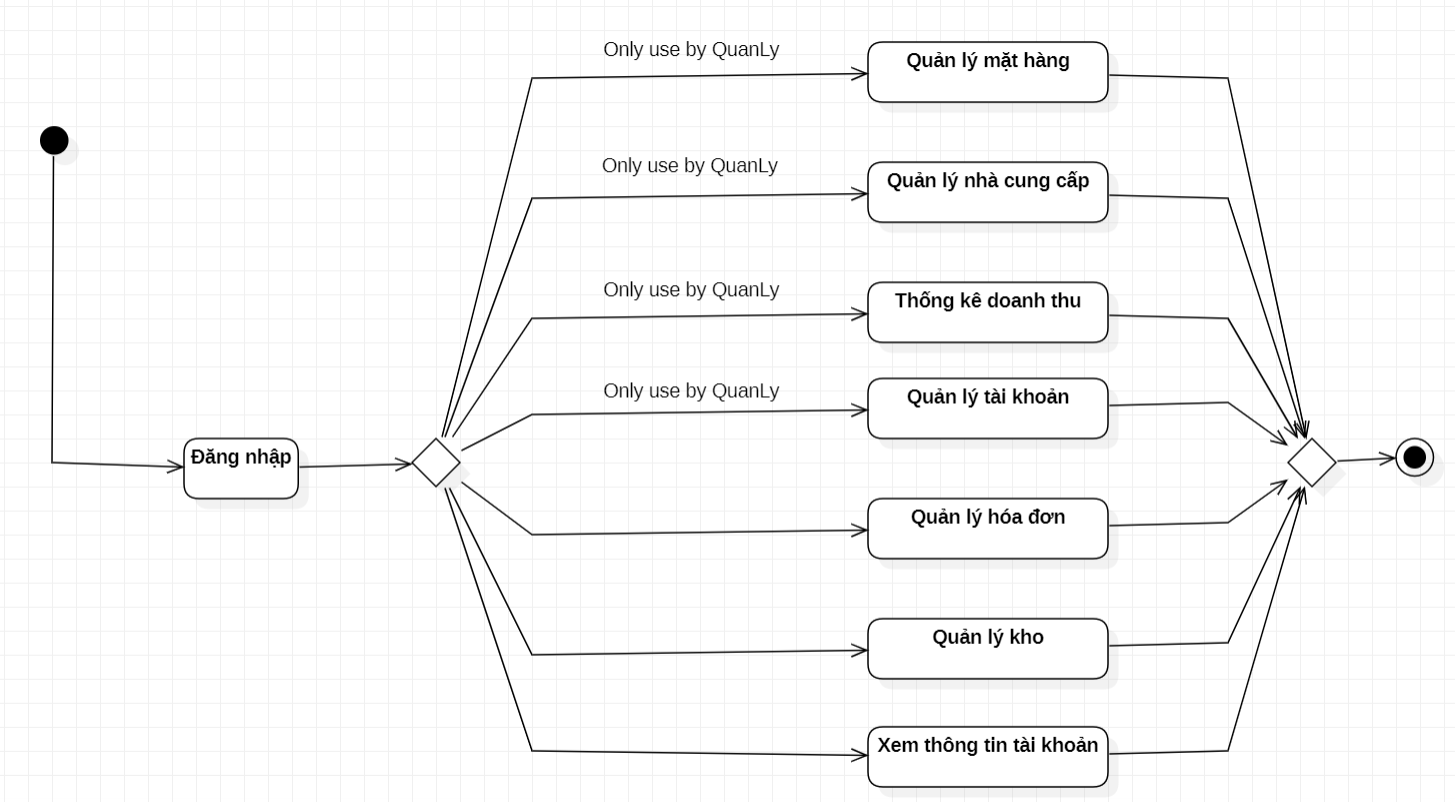 Only use by QuanLy
Quản lý mặt hàng
Only use by QuanLy
Quản lý nhà cung cấp
Only use by QuanLy
Thống kê doanh thu
Only use by QuanLy
Quản lý tài khoản
Đăng nhập
Quản lý hóa đơn
Quản lý kho
Xem thông tin tài khoản